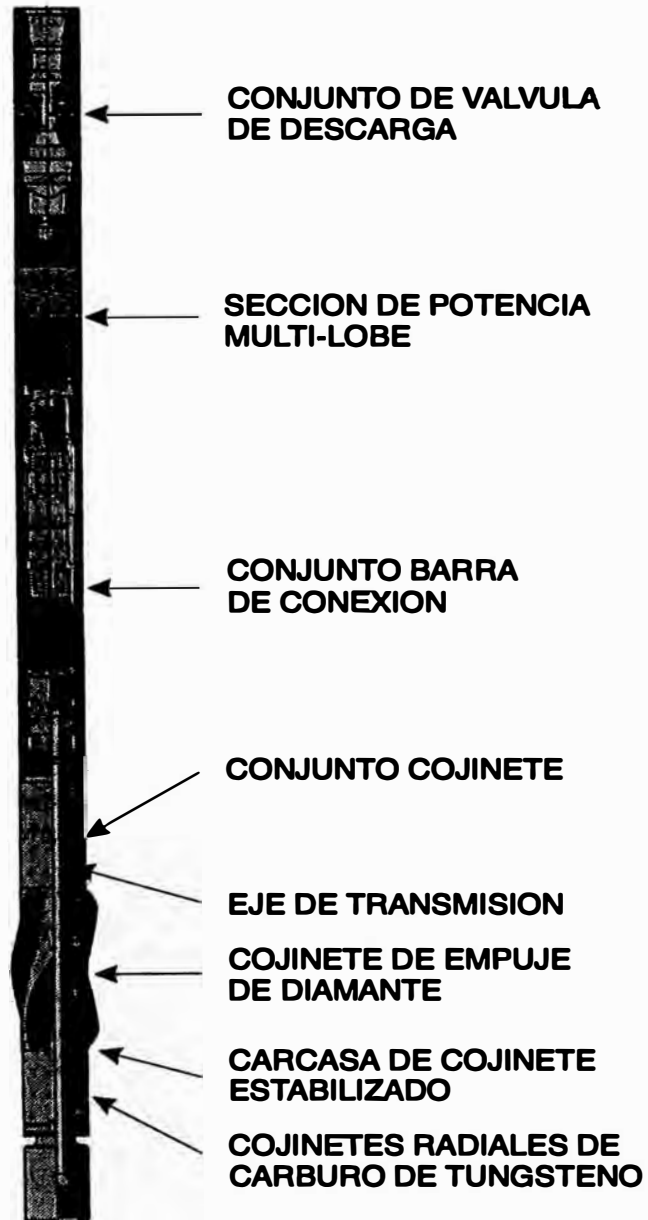 CONJUNTO DE VALVULA
DE DESCARGA
SECCION DE POTENCIA
MULTI-LOBE
CONJUNTO BARRA
DE CONEXION
CONJUNTO COJINETE
EJE DE TRANSMISION
COJINETE DE EMPUJE
DE DIAMANTE
CARCASA DE COJINETE
ESTABILIZADO
COJINETES RADIALES DE
CARBURO DE TUNGSTENO